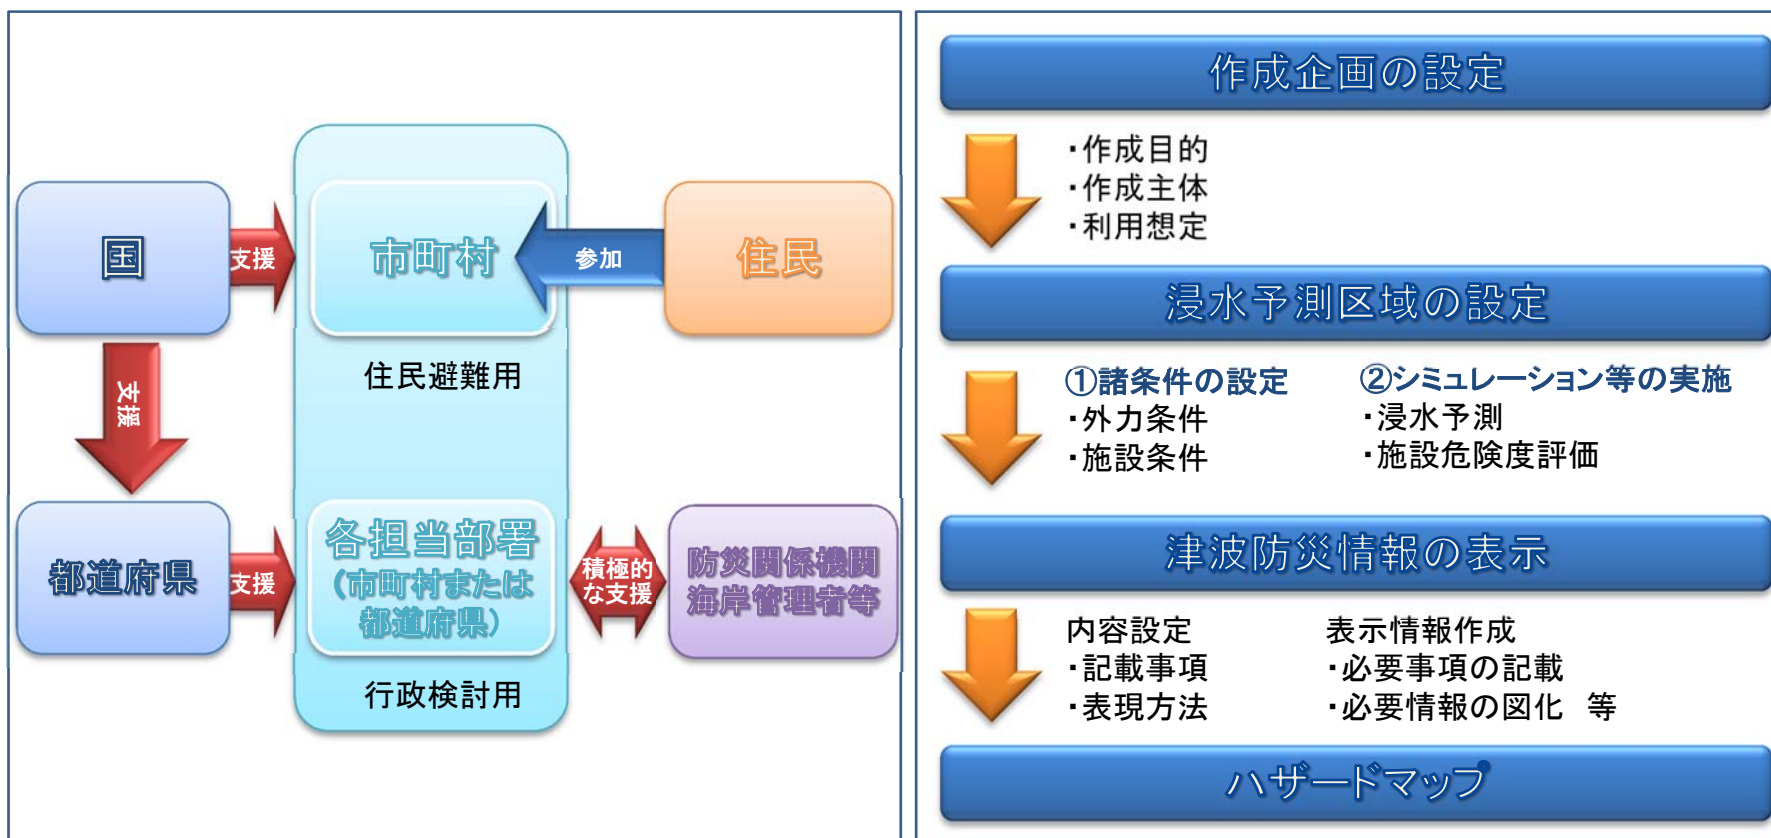 国
支援
市町村
参加
住民
住民避難用
支援
都道府県
支援
各担当部署
(市町村または
都道府県)
積極的
な支援
防災関係機関
海岸管理者等
行政検討用
作成企画の設定
・作成目的
・作成主体
・利用想定
浸水予測区域の設定
①諸条件の設定
・外力条件
・施設条件
②シミュレーション等の実施
・浸水予測
・施設危険度評価
津波防災情報の表示
内容設定
・記載事項
・表現方法
表示情報作成
・必要事項の記載
・必要情報の図化　等
ハザードマップ